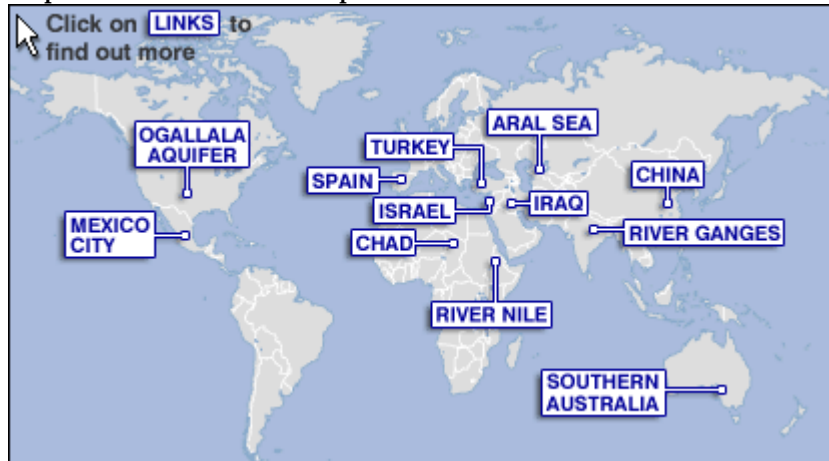 Click on LINKS to
find out more
OGALLALA
AQUIFER
MEXICO
CITY
SPAIN
TURKEY
ISRAEL
CHAD
ARAL SEA
IRAQ
CHINA
RIVER GANGES
RIVER NILE
SOUTHERN
AUSTRALIA